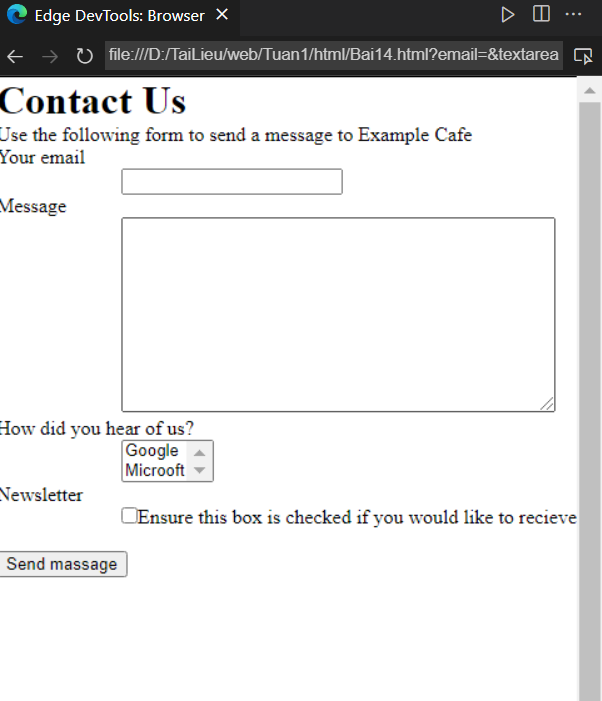 Edge DevTools: Browser
file:///D:/TaiLieu/web/Tuan1/html/Bai14.html?email=&textarea
Contact Us
Use the following form to send a message to Example Cafe
Your email
Message
How did you hear of us?
Google
Microoft
Newsletter
Ensure this box is checked if you would like to recieve
Send massage